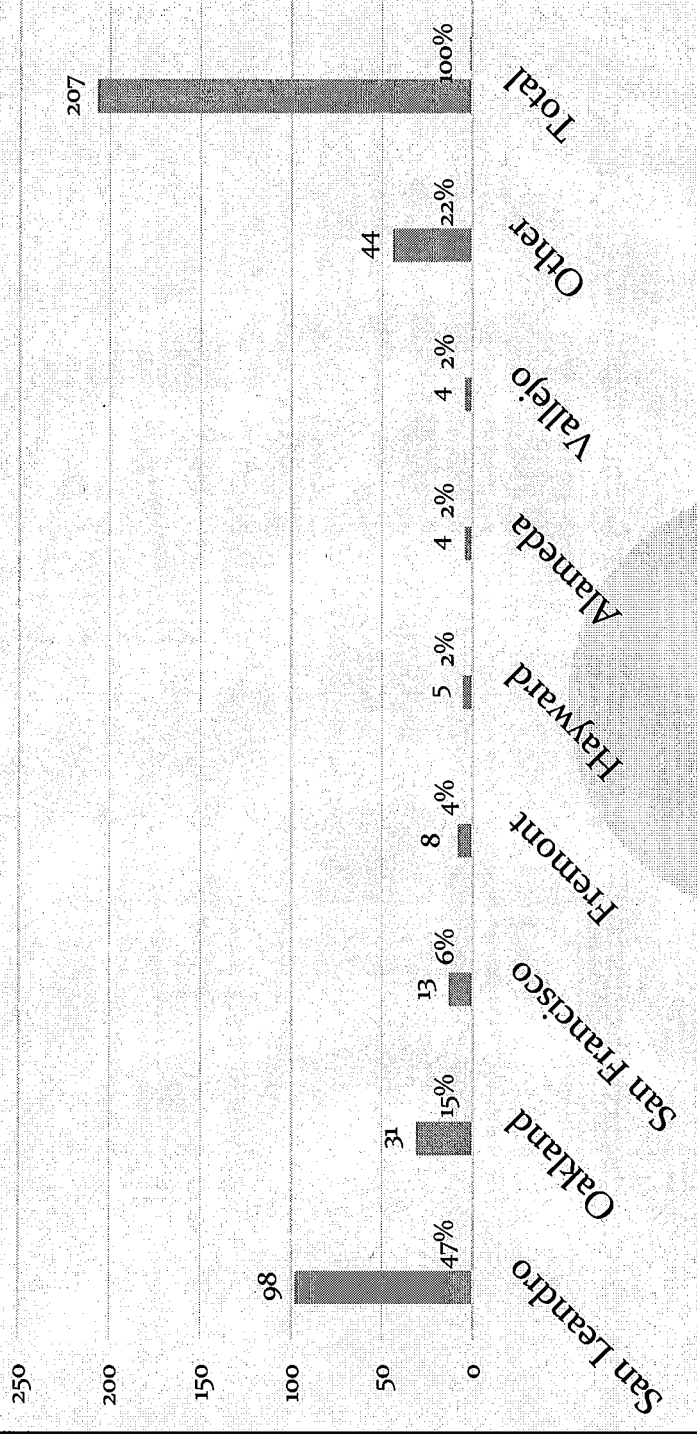 250
200
150
100
50
0
98
47%
31
15%
13
6%
8
4%
5
2%
4
2%
4
2%
44
22%
207
100%
San Leandro
Oakland
San Francisco
Fremont
Hayward
Alameda
Vallejo
Other
Total